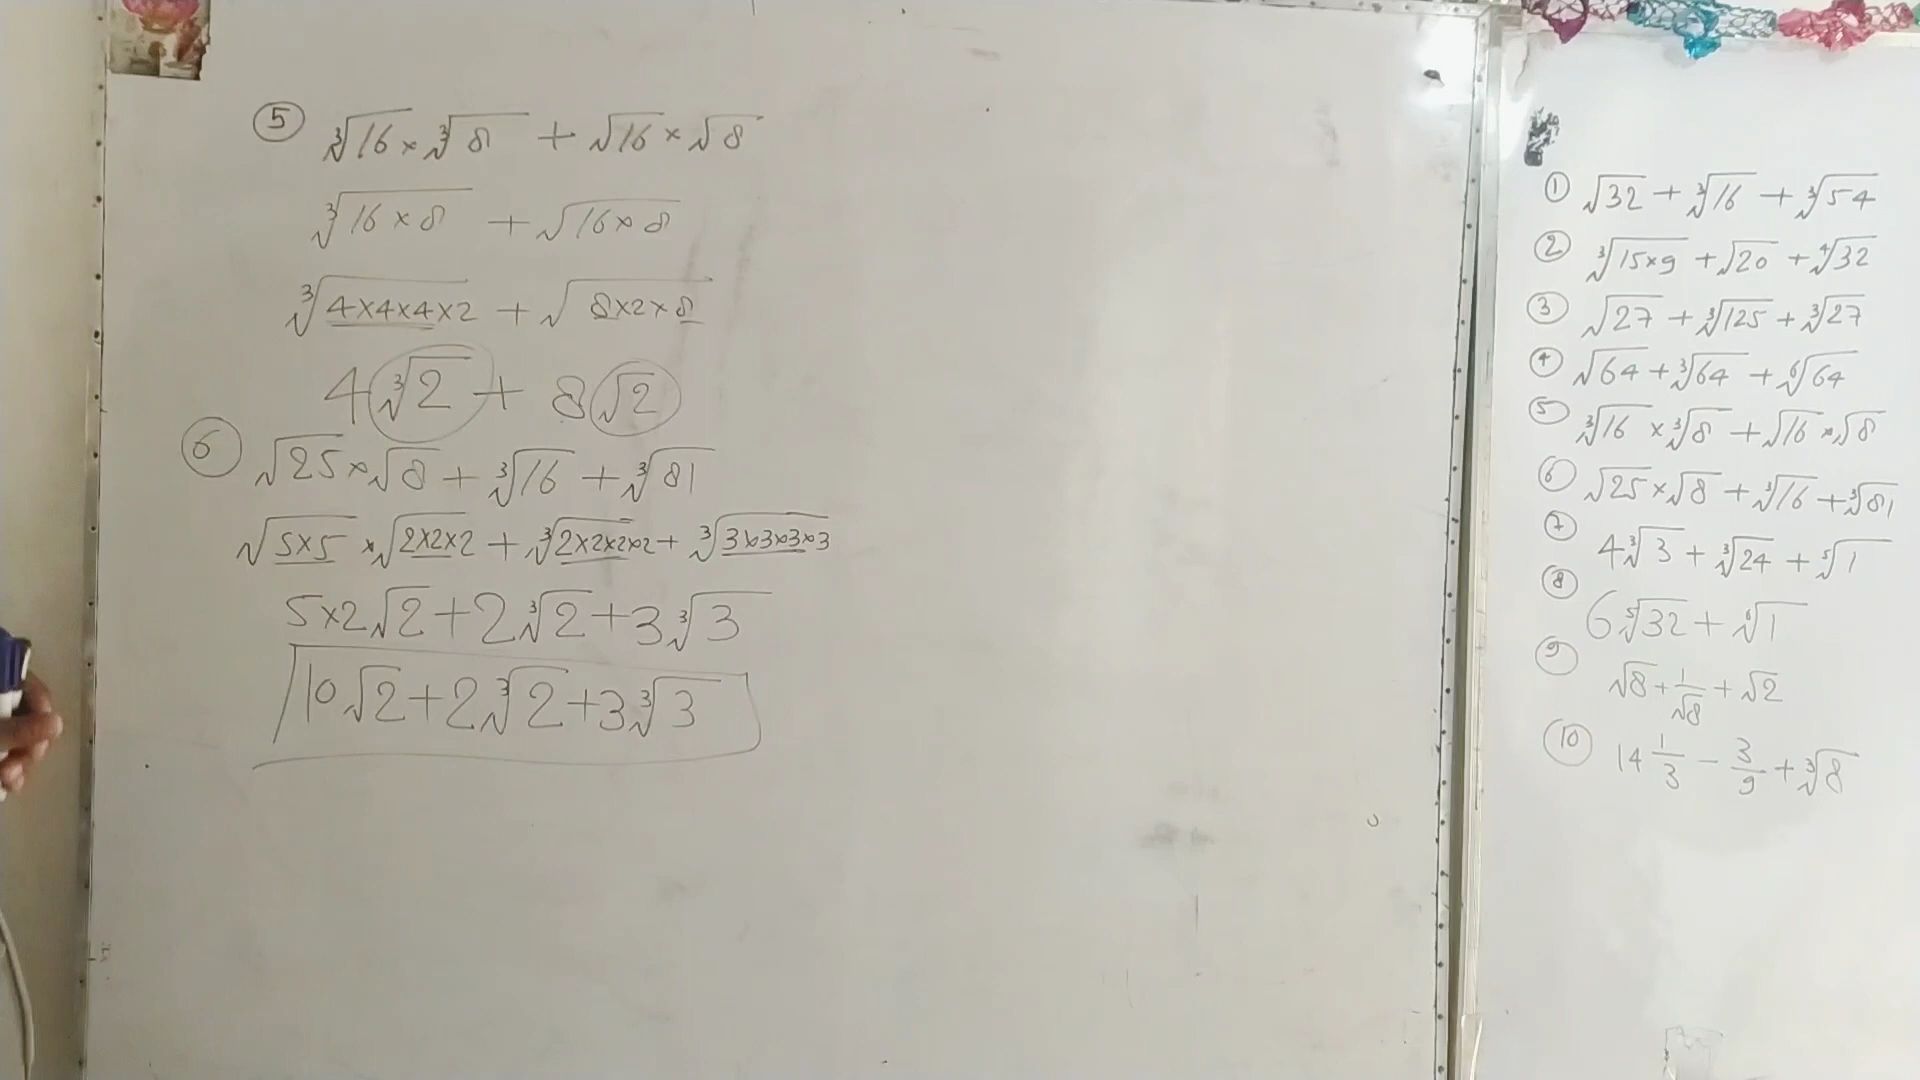 ⑤ ∛16 × ∛8 + √16 × √8
∛(16 × 8) + √(16 × 8)
∛(4×4×4×2) + √(8×2×8)
4∛2 + 8√2
⑥ √25 × √8 + ∛16 + ∛81
√(5×5) × √(2×2×2) + ∛(2×2×2×2) + ∛(3×3×3×3)
5×2√2 + 2∛2 + 3∛3
10√2 + 2∛2 + 3∛3
① √32 + ∛16 + ∛54
② ∛(15×9) + √20 + ∜32
③ √27 + ∛125 + ∛27
④ √64 + ∛64 + ⁶√64
⑤ ∛16 × ∛8 + √16 × √8
⑥ √25 × √8 + ∛16 + ∛81
⑦ 4∛3 + ∛24 + ⁵√1
⑧ 6⁵√32 + ⁶√1
⑨ √8 + 1/√8 + √2
⑩ 14 1/3 − 3/9 + ∛8